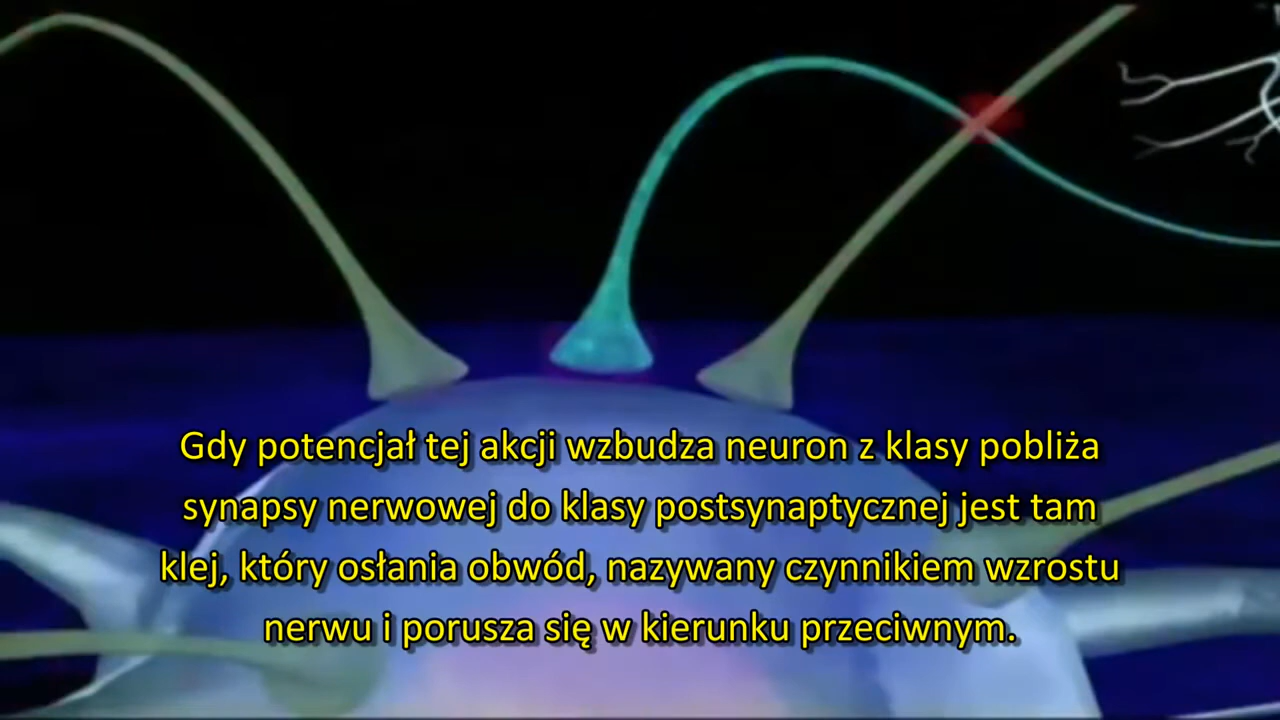 Gdy potencjał tej akcji wzbudza neuron z klasy pobliża
synapsy nerwowej do klasy postsynaptycznej jest tam
klej, który osłania obwód, nazywany czynnikiem wzrostu
nerwu i porusza się w kierunku przeciwnym.